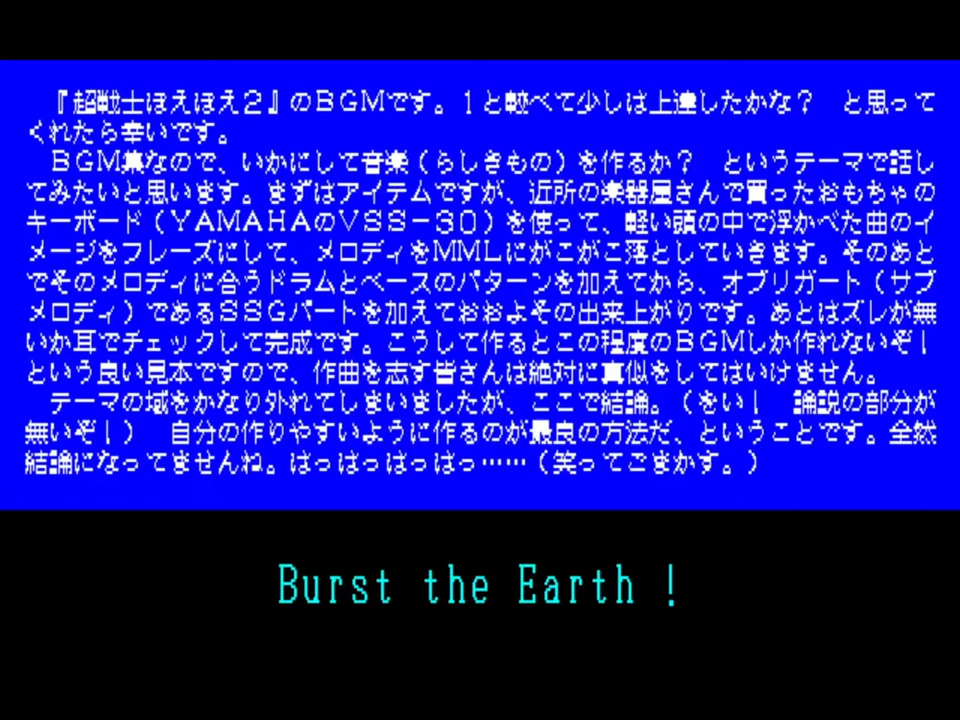 『超戦士ほえほえ２』のＢＧＭです。１と較べて少しは上達したかな？　と思って
くれたら幸いです。
ＢＧＭ集なので、いかにして音楽（らしきもの）を作るか？　というテーマで話し
てみたいと思います。まずはアイテムですが、近所の楽器屋さんで買ったおもちゃの
キーボード（ＹＡＭＡＨＡのＶＳＳ－３０）を使って、軽い頭の中で浮かべた曲のイ
メージをフレーズにして、メロディをＭＭＬにがこがこ落としていきます。そのあと
でそのメロディに合うドラムとベースのパターンを加えてから、オブリガート（サブ
メロディ）であるＳＳＧパートを加えておおよその出来上がりです。あとはズレが無
いか耳でチェックして完成です。こうして作るとこの程度のＢＧＭしか作れないぞ！
という良い見本ですので、作曲を志す皆さんは絶対に真似をしてはいけません。
テーマの域をかなり外れてしまいましたが、ここで結論。（をい！　論説の部分が
無いぞ！）　自分の作りやすいように作るのが最良の方法だ、ということです。全然
結論になってませんね。はっはっはっはっ……（笑ってごまかす。）
Burst the Earth !